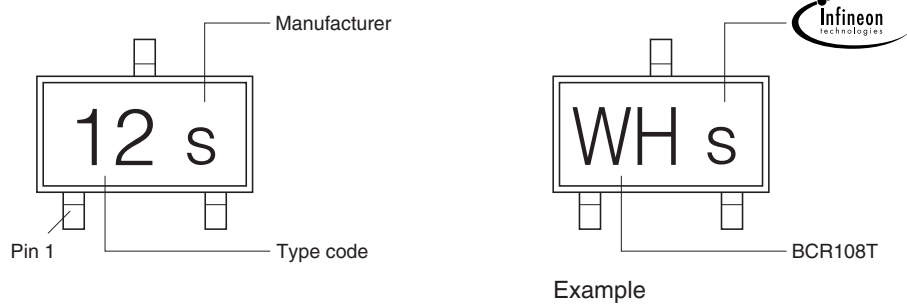 Manufacturer
Infineon
technologies
12 s
WH s
Pin 1
Type code
BCR108T
Example